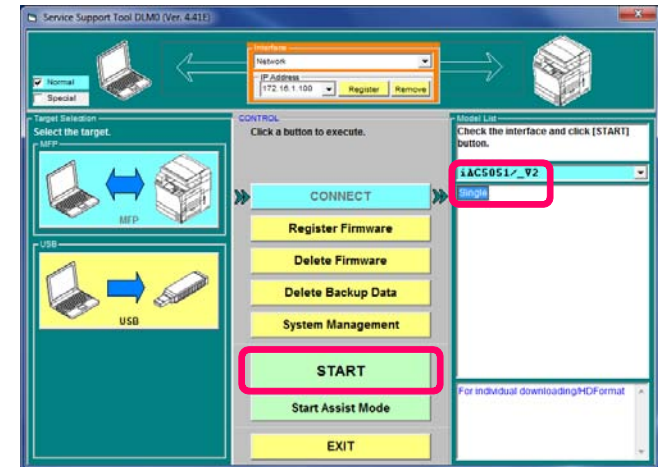 Service Support Tool DLM0 (Ver. 4.41E)
Interface
Network
IP Address
172.16.1.100
Register
Remove
Normal
Special
Target Selection
Select the target.
MFP
MFP
USB
USB
CONTROL
Click a button to execute.
CONNECT
Register Firmware
Delete Firmware
Delete Backup Data
System Management
START
Start Assist Mode
EXIT
Model List
Check the interface and click [START]
button.
iAC5051/_V2
Single
For individual downloading/HDFormat